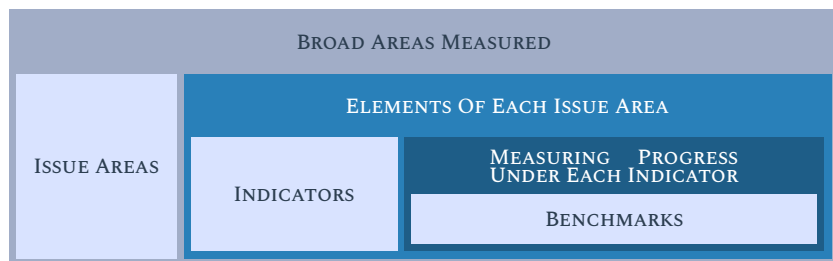 Broad Areas Measured
Elements Of Each Issue Area
Issue Areas
Indicators
Measuring Progress
Under Each Indicator
Benchmarks